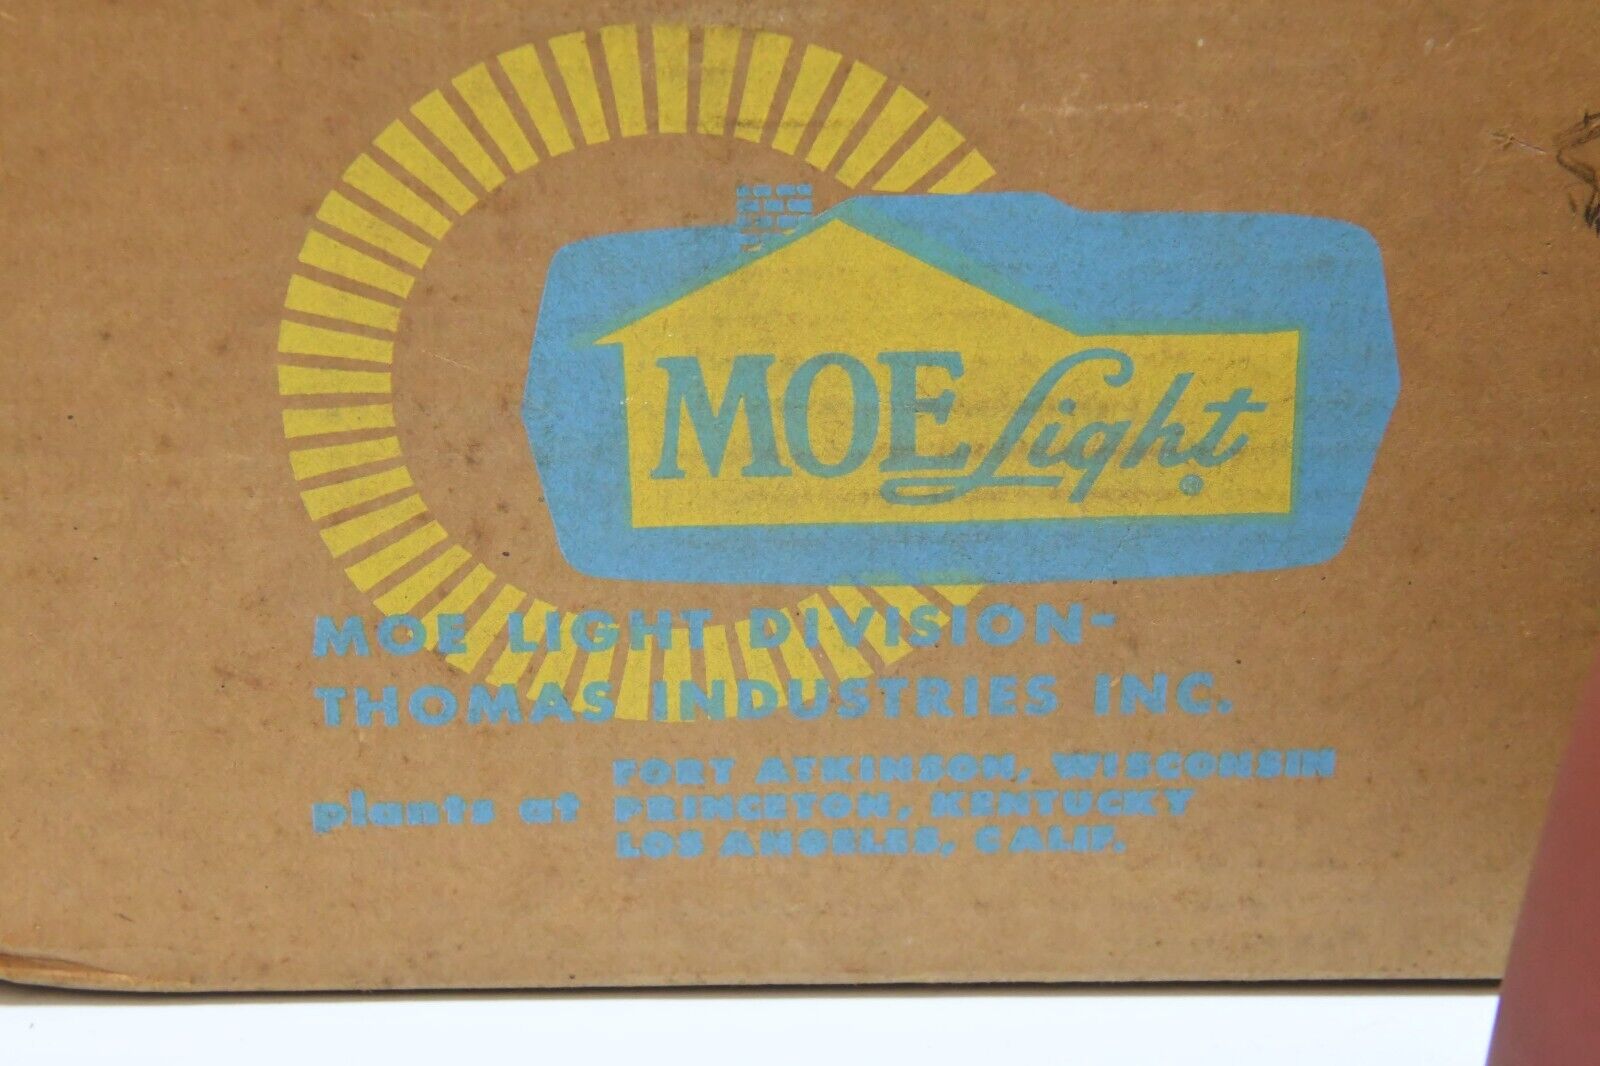 MOE Light®
MOE LIGHT DIVISION-
THOMAS INDUSTRIES INC.
plants at FORT ATKINSON, WISCONSIN
PRINCETON, KENTUCKY
LOS ANGELES, CALIF.